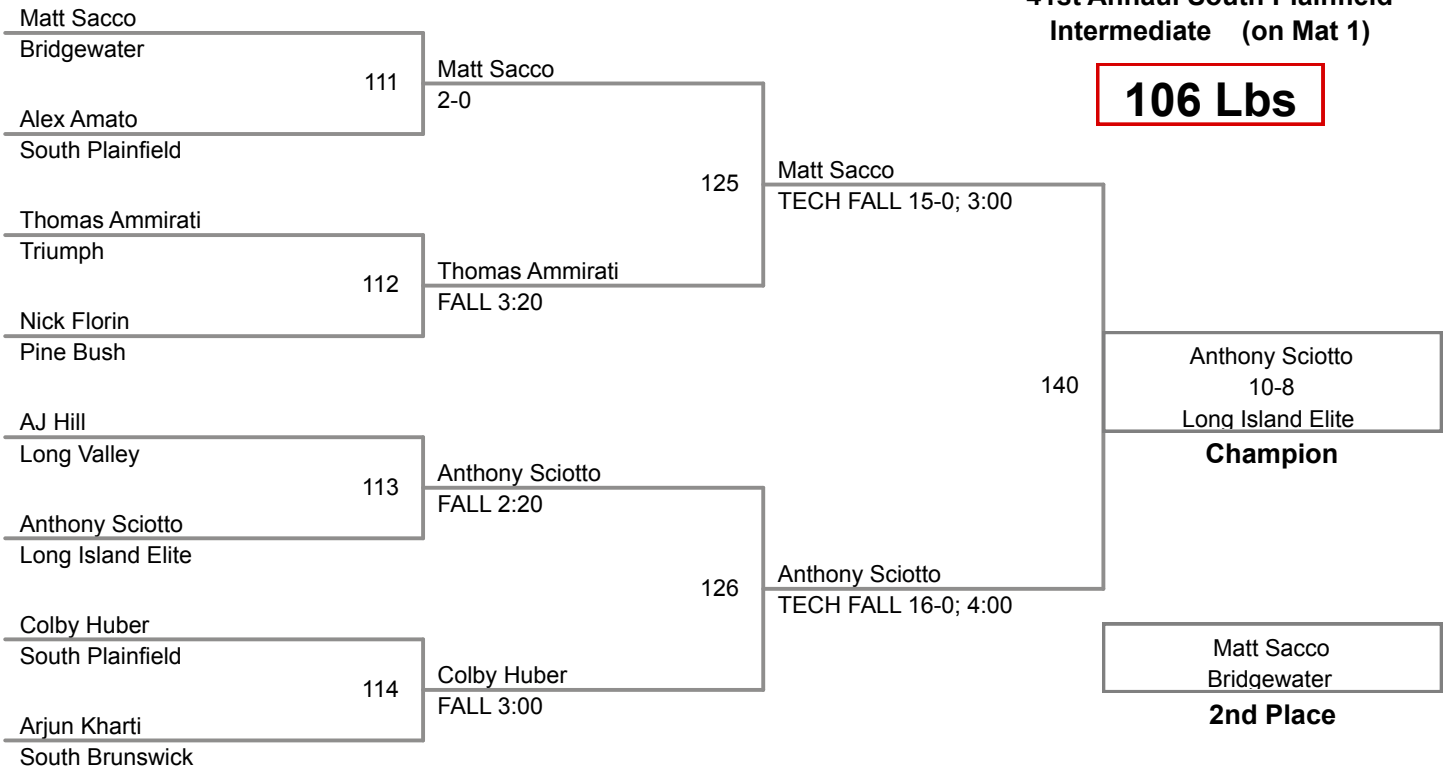 41st Annaul South Plainfield
Intermediate (on Mat 1)
106 Lbs
Matt Sacco
Bridgewater
111
Alex Amato
South Plainfield
Thomas Ammirati
Triumph
112
Nick Florin
Pine Bush
AJ Hill
Long Valley
113
Anthony Sciotto
Long Island Elite
Colby Huber
South Plainfield
114
Arjun Kharti
South Brunswick
Matt Sacco
2-0
125
Thomas Ammirati
FALL 3:20
Anthony Sciotto
FALL 2:20
126
Colby Huber
FALL 3:00
Matt Sacco
TECH FALL 15-0; 3:00
140
Anthony Sciotto
TECH FALL 16-0; 4:00
Anthony Sciotto
10-8
Long Island Elite
Champion
Matt Sacco
Bridgewater
2nd Place